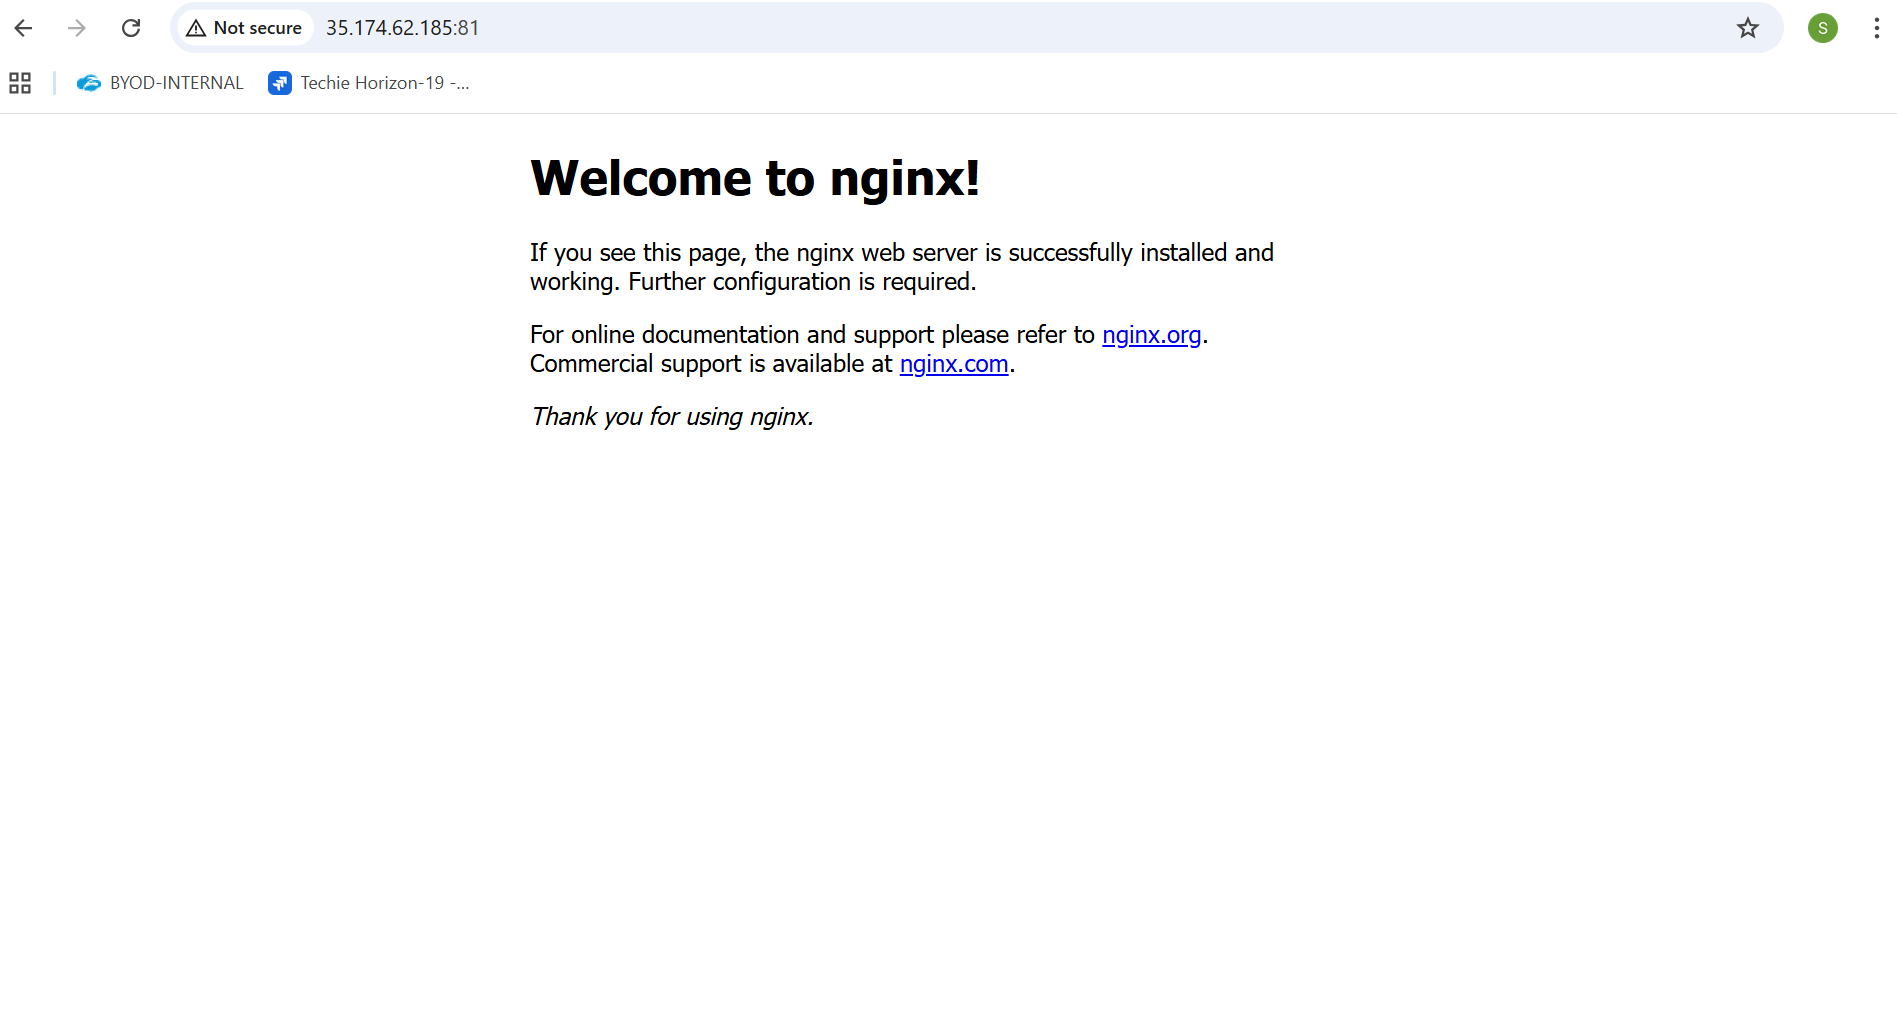 Not secure 35.174.62.185:81
S
BYOD-INTERNAL Techie Horizon-19 -...
Welcome to nginx!
If you see this page, the nginx web server is successfully installed and
working. Further configuration is required.
For online documentation and support please refer to nginx.org.
Commercial support is available at nginx.com.
Thank you for using nginx.